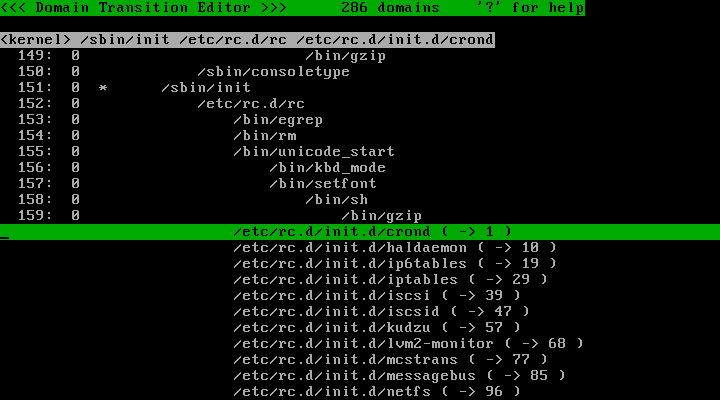 <<< Domain Transition Editor >>>      286 domains    '?' for help
<kernel> /sbin/init /etc/rc.d/rc /etc/rc.d/init.d/crond
149:  0                            /bin/gzip
150:  0                /sbin/consoletype
151:  0  *      /sbin/init
152:  0                /etc/rc.d/rc
153:  0                    /bin/egrep
154:  0                    /bin/rm
155:  0                    /bin/unicode_start
156:  0                        /bin/kbd_mode
157:  0                        /bin/setfont
158:  0                            /bin/sh
159:  0                                /bin/gzip
/etc/rc.d/init.d/crond ( -> 1 )
/etc/rc.d/init.d/haldaemon ( -> 10 )
/etc/rc.d/init.d/ip6tables ( -> 19 )
/etc/rc.d/init.d/iptables ( -> 29 )
/etc/rc.d/init.d/iscsi ( -> 39 )
/etc/rc.d/init.d/iscsid ( -> 47 )
/etc/rc.d/init.d/kudzu ( -> 57 )
/etc/rc.d/init.d/lvm2-monitor ( -> 68 )
/etc/rc.d/init.d/mcstrans ( -> 77 )
/etc/rc.d/init.d/messagebus ( -> 85 )
/etc/rc.d/init.d/netfs ( -> 96 )